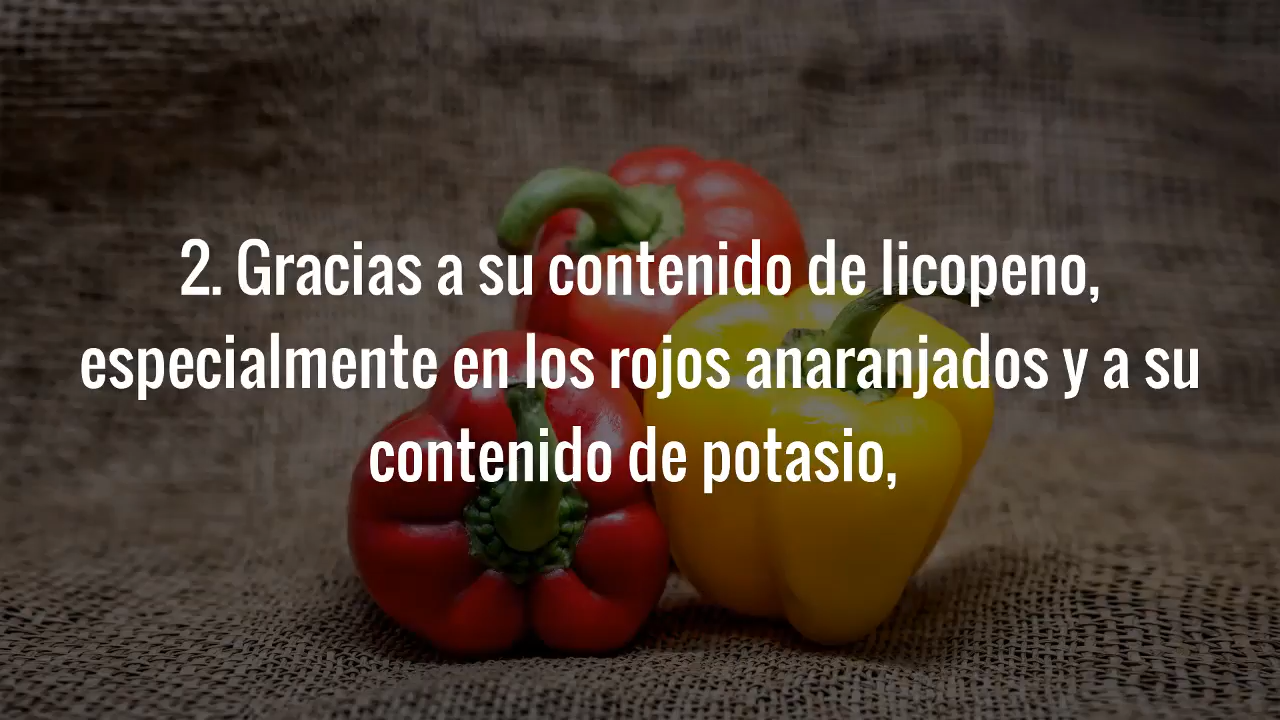 2. Gracias a su contenido de licopeno,
especialmente en los rojos anaranjados y a su
contenido de potasio,